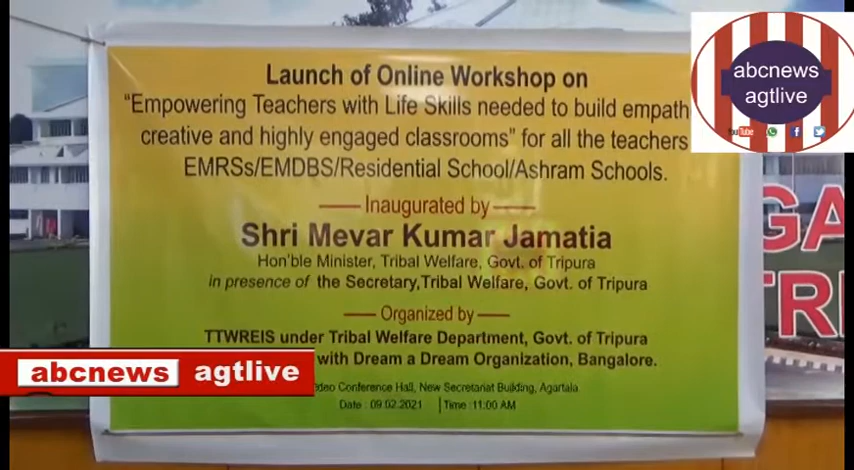 Launch of Online Workshop on
"Empowering Teachers with Life Skills needed to build empath
creative and highly engaged classrooms" for all the teachers
EMRSs/EMDBS/Residential School/Ashram Schools.
Inaugurated by
Shri Mevar Kumar Jamatia
Hon'ble Minister, Tribal Welfare, Govt. of Tripura
in presence of the Secretary,Tribal Welfare, Govt. of Tripura
Organized by
TTWREIS under Tribal Welfare Department, Govt. of Tripura
with Dream a Dream Organization, Bangalore.
Conference Hall, New Secretariat Building, Agartala
Date : 09.02.2021 Time : 11:00 AM
abcnews
agtlive
YouTube
GA
TR
abcnews agtlive